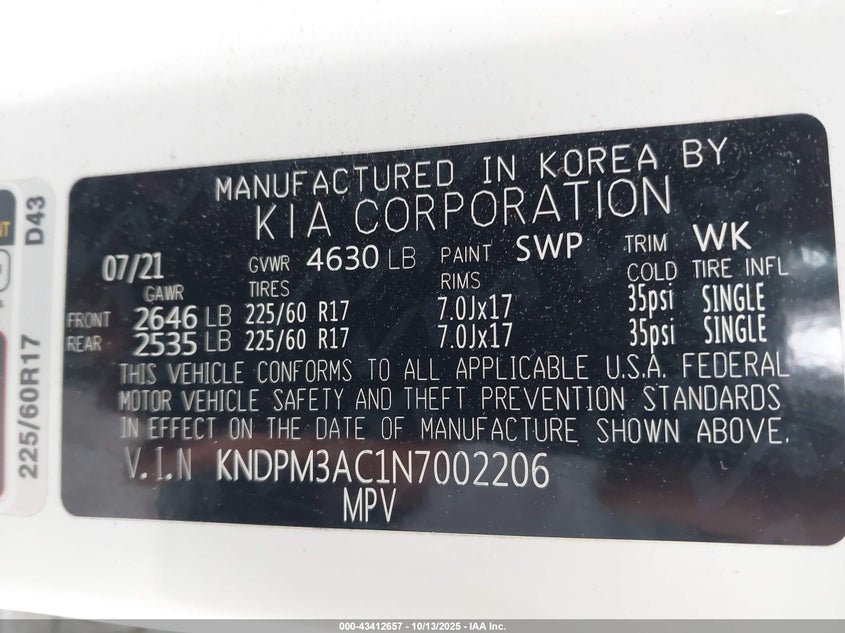 MANUFACTURED IN KOREA BY
KIA CORPORATION
07/21 GVWR 4630 LB PAINT SWP TRIM WK
GAWR TIRES RIMS COLD TIRE INFL
FRONT 2646 LB 225/60 R17 7.0Jx17 35psi SINGLE
REAR 2535 LB 225/60 R17 7.0Jx17 35psi SINGLE
THIS VEHICLE CONFORMS TO ALL APPLICABLE U.S.A. FEDERAL
MOTOR VEHICLE SAFETY AND THEFT PREVENTION STANDARDS
IN EFFECT ON THE DATE OF MANUFACTURE SHOWN ABOVE.
V.I.N KNDPM3AC1N7002206
MPV
225/60R17 D43
000-43412657 - 10/13/2025 - IAA Inc.